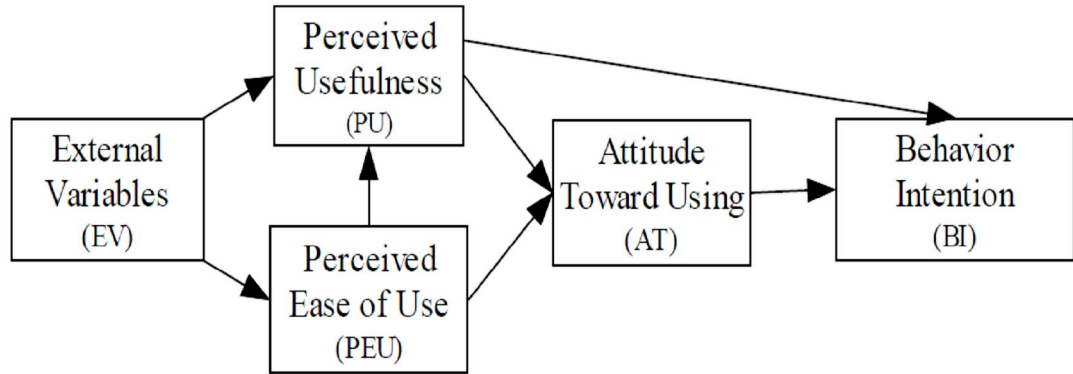 External
Variables
(EV)
Perceived
Usefulness
(PU)
Perceived
Ease of Use
(PEU)
Attitude
Toward Using
(AT)
Behavior
Intention
(BI)